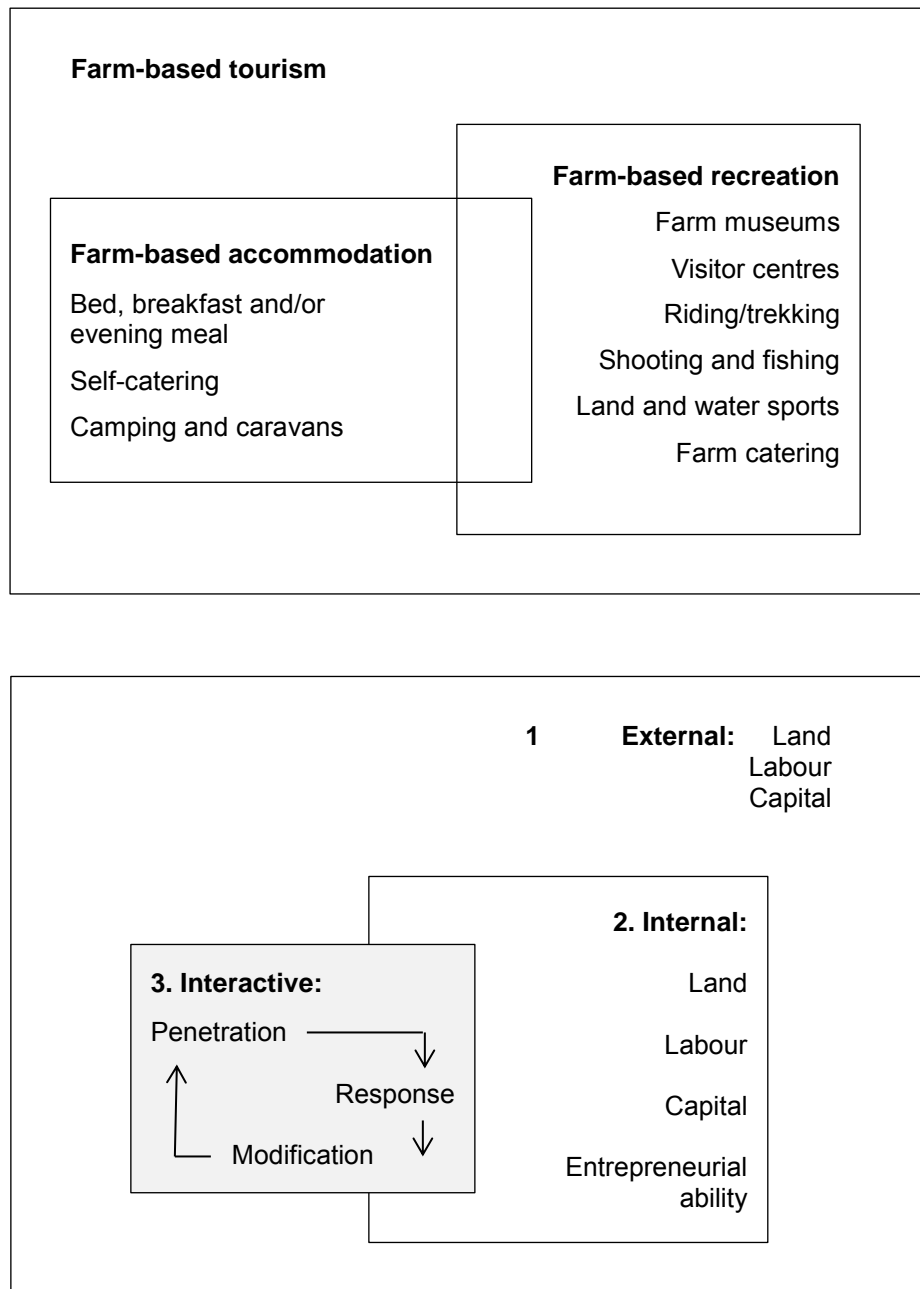 Farm-based tourism
Farm-based recreation
Farm museums
Visitor centres
Riding/trekking
Shooting and fishing
Land and water sports
Farm catering
Farm-based accommodation
Bed, breakfast and/or
evening meal
Self-catering
Camping and caravans
1 External: Land
Labour
Capital
2. Internal:
Land
Labour
Capital
Entrepreneurial
ability
3. Interactive:
Penetration
Response
Modification